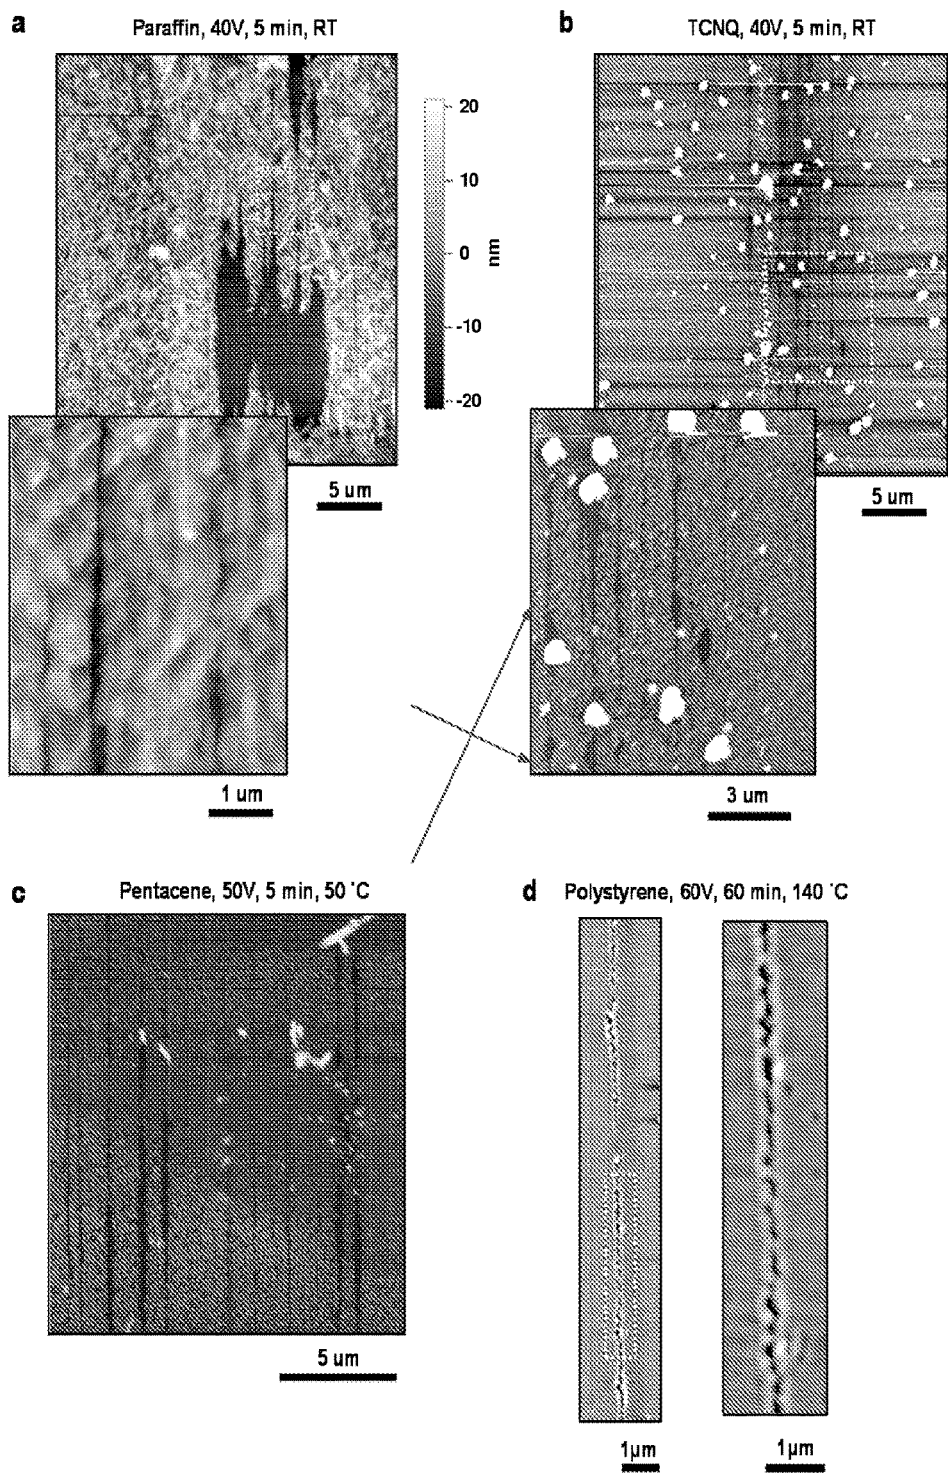 a
Paraffin, 40V, 5 min, RT
20
10
0
-10
-20
nm
5 um
1 um
b
TCNQ, 40V, 5 min, RT
5 um
3 um
c
Pentacene, 50V, 5 min, 50 °C
5 um
d
Polystyrene, 60V, 60 min, 140 °C
1μm
1μm